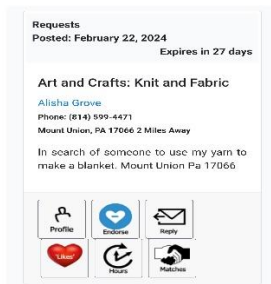 Requests
Posted: February 22, 2024
Expires in 27 days
Art and Crafts: Knit and Fabric
Alisha Grove
Phone: (814) 599-4471
Mount Union, PA 17066 2 Miles Away
In search of someone to use my yarn to
make a blanket. Mount Union Pa 17066
Profile
Endorse
Reply
'Likes'
Hours
Matches